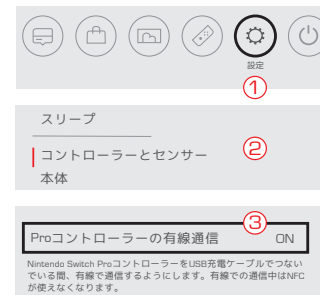 設定
①
スリープ
コントローラーとセンサー
②
本体
③
Proコントローラーの有線通信 ON
Nintendo Switch ProコントローラーをUSB充電ケーブルでつない
でいる間、有線で通信するようにします。有線での通信中はNFC
が使えなくなります。